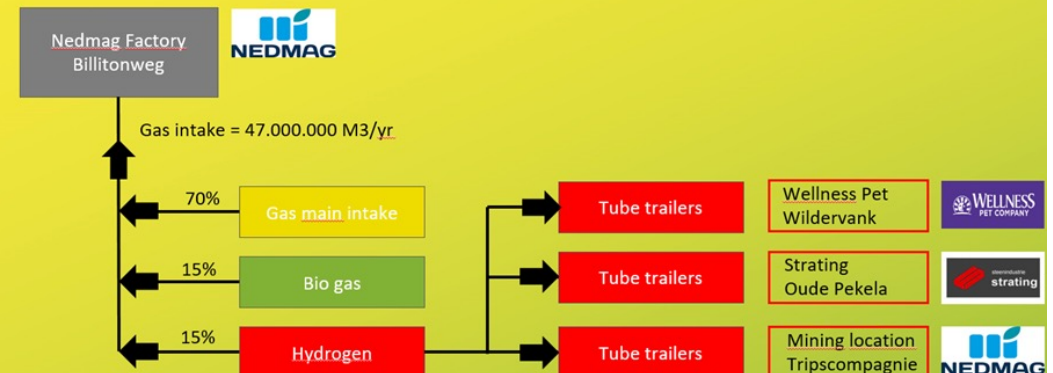 Nedmag Factory
Billitonweg
NEDMAG
Gas intake = 47.000.000 M3/yr
70%
Gas main intake
Tube trailers
Wellness Pet
Wildervank
WELLNESS
PET COMPANY
15%
Bio gas
Tube trailers
Strating
Oude Pekela
steenindustrie
strating
15%
Hydrogen
Tube trailers
Mining location
Tripscompagnie
NEDMAG